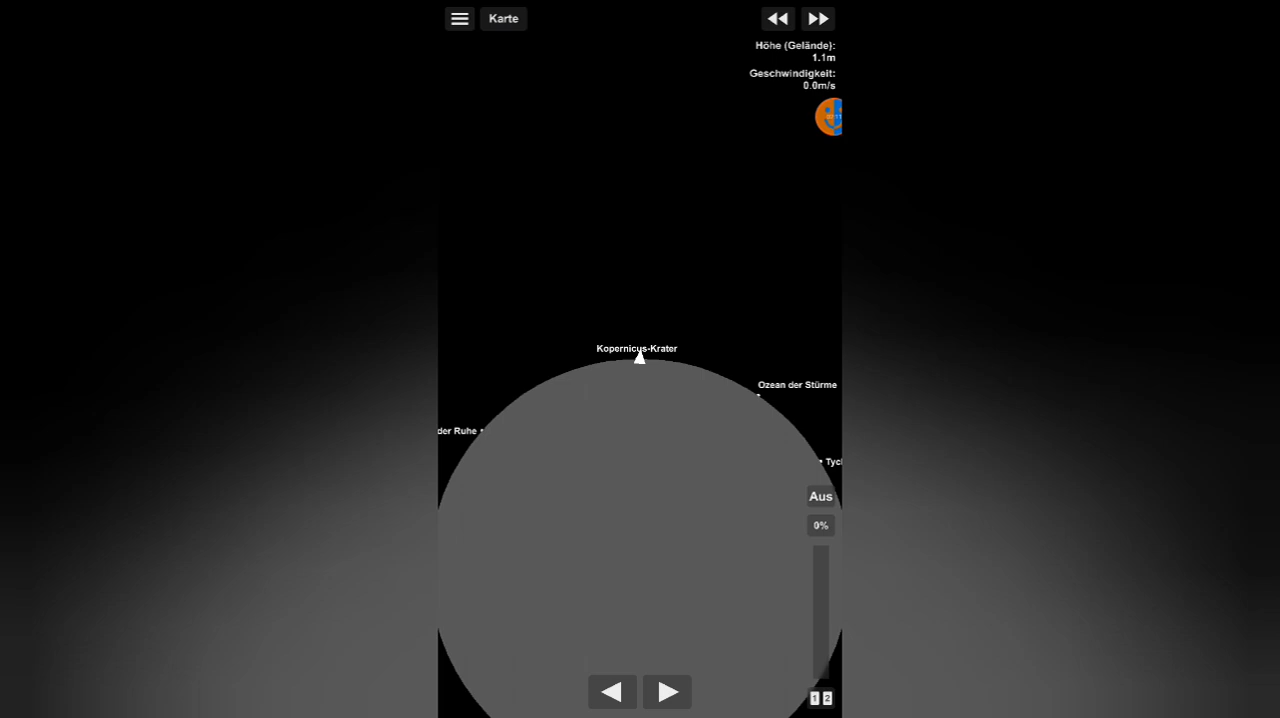 Karte
Höhe (Gelände):
1.1m
Geschwindigkeit:
0.0m/s
Kopernicus-Krater
Ozean der Stürme
der Ruhe
Aus
0%
1 2